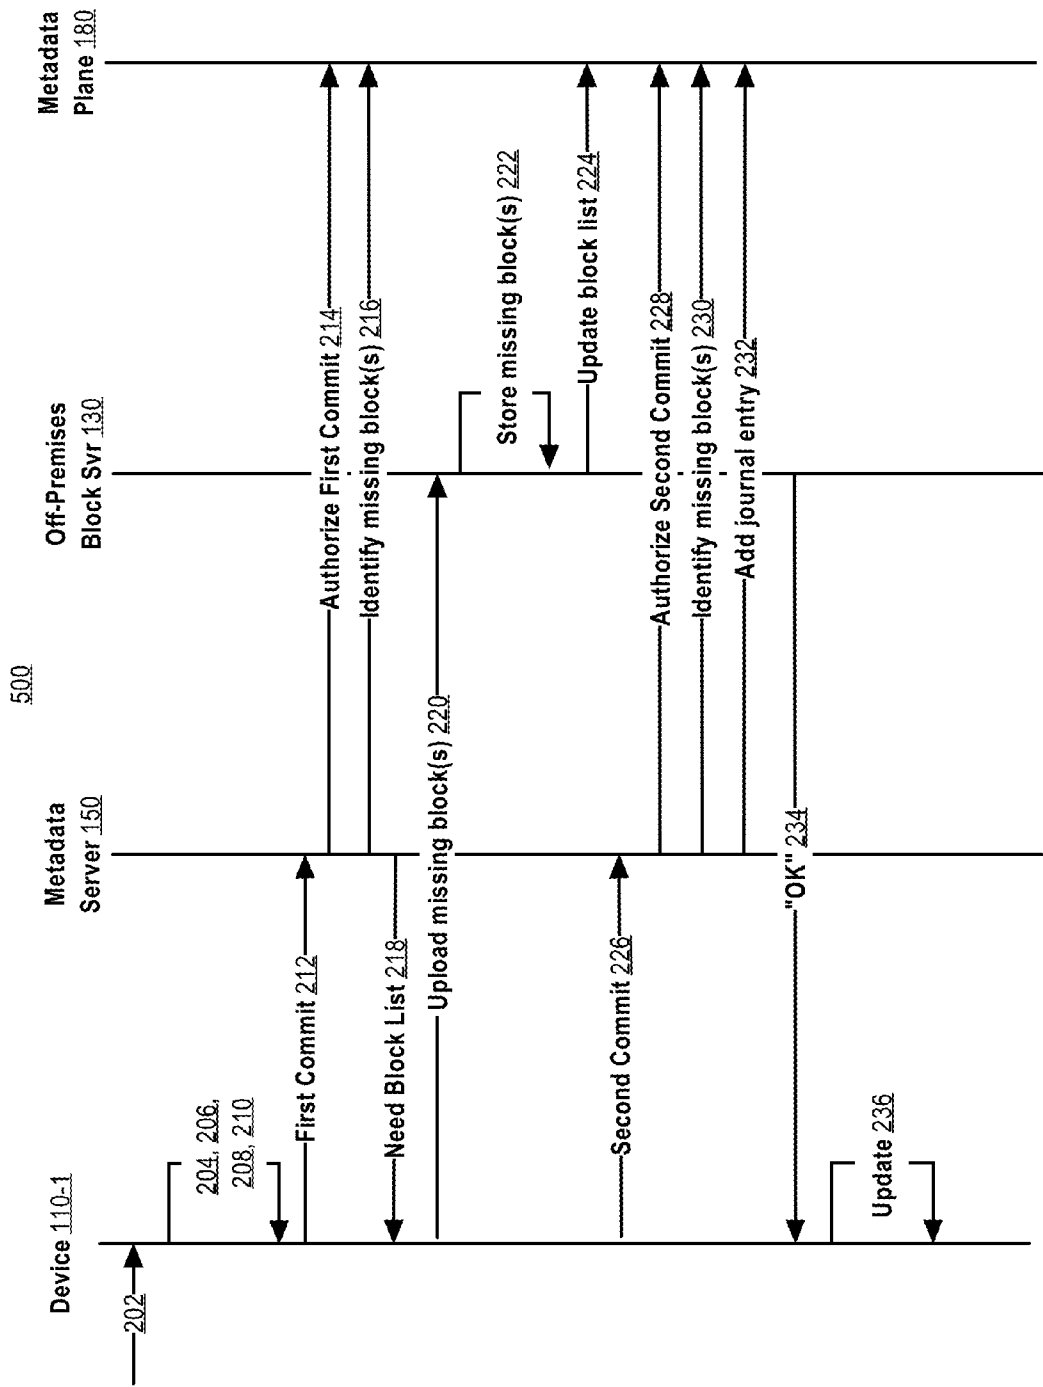 500
Device 110-1
Metadata
Server 150
Off-Premises
Block Svr 130
Metadata
Plane 180
202
204, 206,
208, 210
First Commit 212
Authorize First Commit 214
Identify missing block(s) 216
Need Block List 218
Upload missing block(s) 220
Store missing block(s) 222
Update block list 224
Second Commit 226
Authorize Second Commit 228
Identify missing block(s) 230
Add journal entry 232
"OK" 234
Update 236